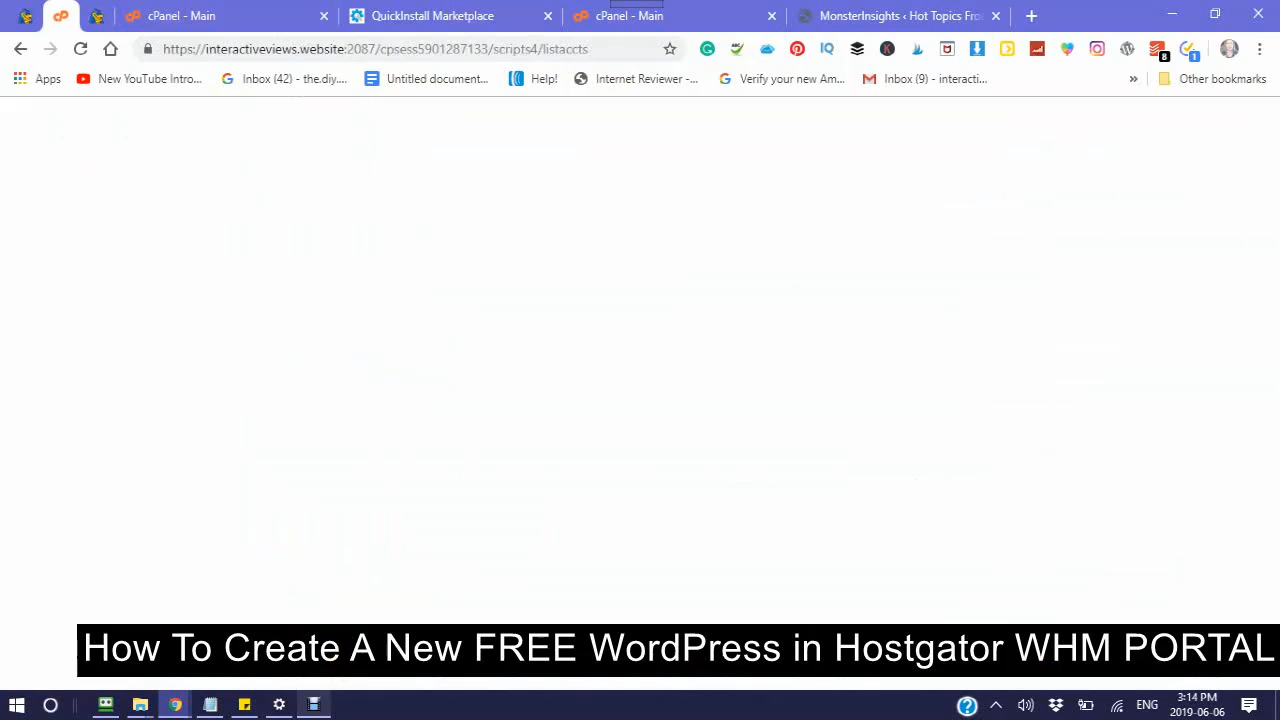 cPanel - Main
QuickInstall Marketplace
cPanel - Main
MonsterInsights ‹ Hot Topics Fro
https://interactiveviews.website:2087/cpsess5901287133/scripts4/listaccts
8
1
Apps
New YouTube Intro...
Inbox (42) - the.diy....
Untitled document...
Help!
Internet Reviewer -...
Verify your new Am...
Inbox (9) - interacti...
»
Other bookmarks
How To Create A New FREE WordPress in Hostgator WHM PORTAL
ENG
3:14 PM
2019-06-06